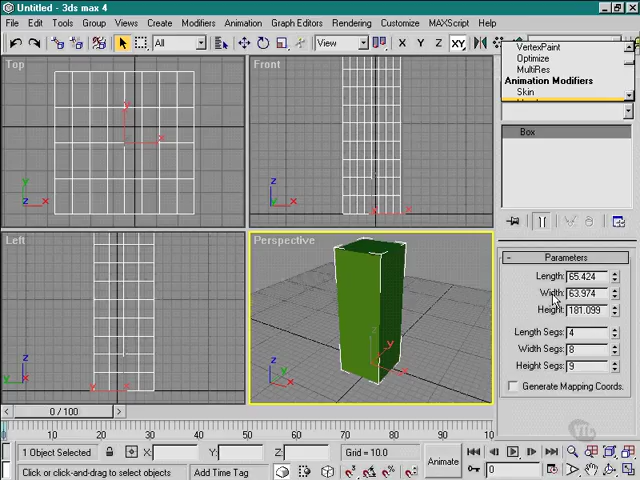 Untitled - 3ds max 4
File Edit Tools Group Views Create Modifiers Animation Graph Editors Rendering Customize MAXScript
All View X Y Z XY
VertexPaint
Optimize
MultiRes
Animation Modifiers
Skin
Top
Front
Box
Left
Perspective
Parameters
Length: 65.424
Width: 63.974
Height: 181.099
Length Segs: 4
Width Segs: 8
Height Segs: 9
Generate Mapping Coords.
0 / 100
0 10 20 30 40 50 60 70 80 90 10
1 Object Selected X: Y: Z: Grid = 10.0
Animate
Click or click-and-drag to select objects Add Time Tag
0